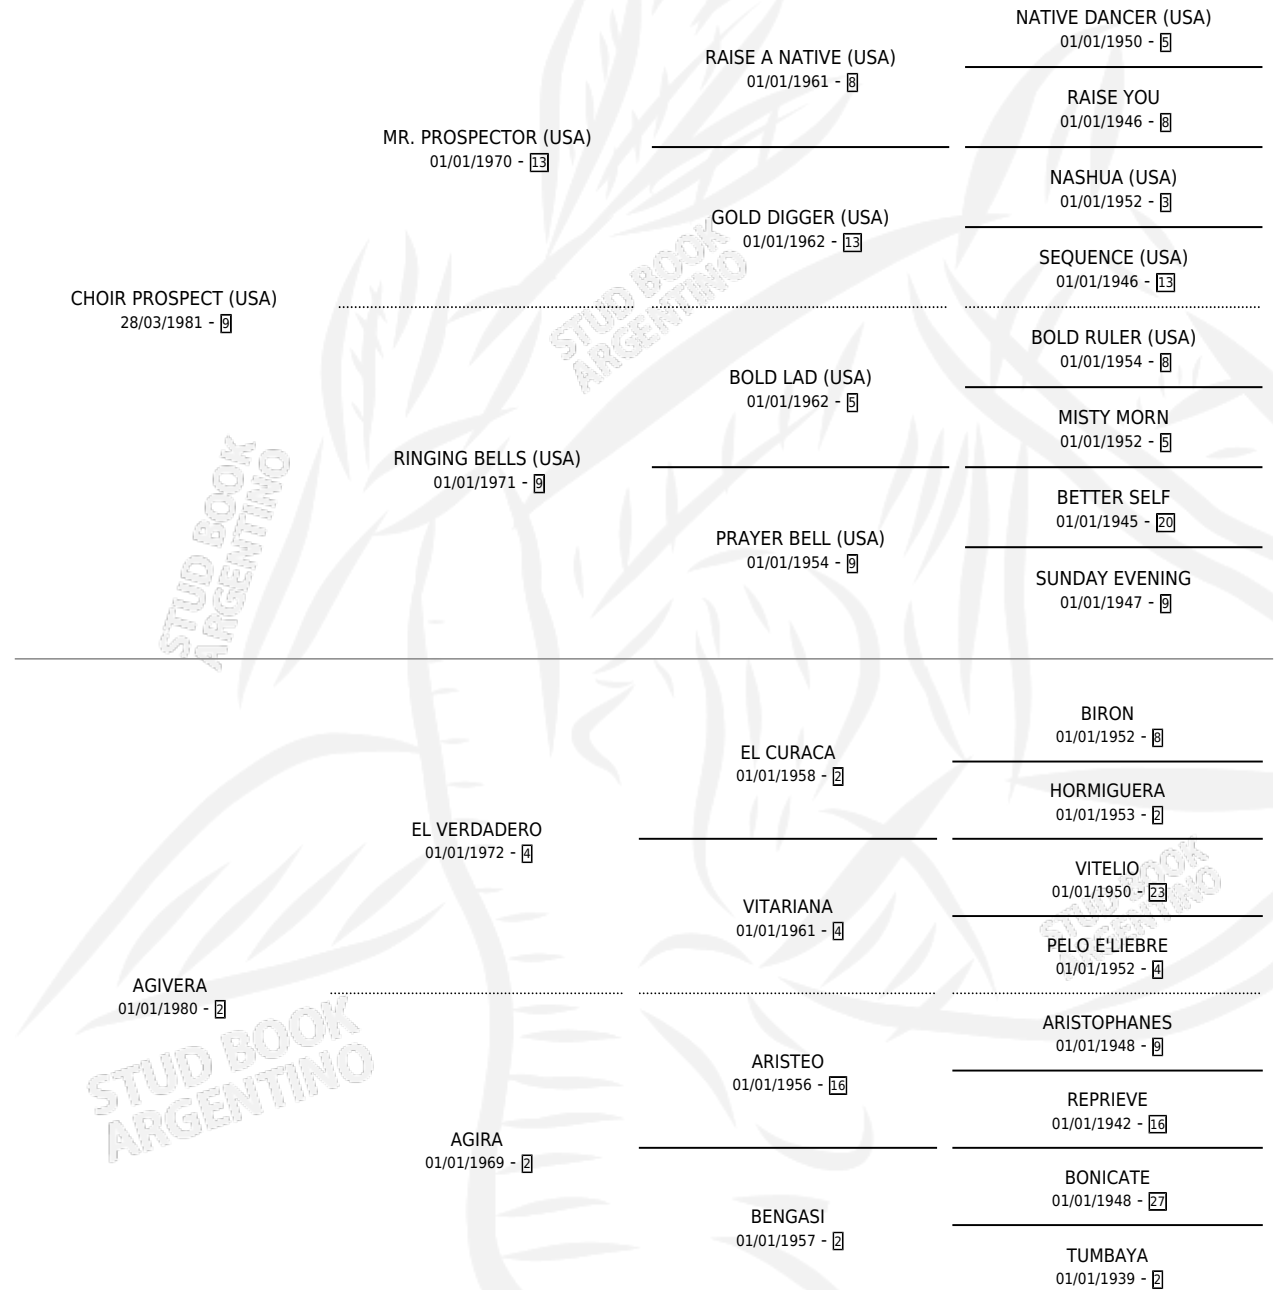 NATIVE DANCER (USA)
01/01/1950 - 5
RAISE A NATIVE (USA)
01/01/1961 - 8
RAISE YOU
01/01/1946 - 8
MR. PROSPECTOR (USA)
01/01/1970 - 13
NASHUA (USA)
01/01/1952 - 3
GOLD DIGGER (USA)
01/01/1962 - 13
SEQUENCE (USA)
01/01/1946 - 13
CHOIR PROSPECT (USA)
28/03/1981 - 9
BOLD RULER (USA)
01/01/1954 - 8
BOLD LAD (USA)
01/01/1962 - 5
MISTY MORN
01/01/1952 - 5
RINGING BELLS (USA)
01/01/1971 - 9
BETTER SELF
01/01/1945 - 20
PRAYER BELL (USA)
01/01/1954 - 9
SUNDAY EVENING
01/01/1947 - 9
BIRON
01/01/1952 - 8
EL CURACA
01/01/1958 - 2
HORMIGUERA
01/01/1953 - 2
EL VERDADERO
01/01/1972 - 4
VITELIO
01/01/1950 - 23
VITARIANA
01/01/1961 - 4
PELO E'LIEBRE
01/01/1952 - 4
AGIVERA
01/01/1980 - 2
ARISTOPHANES
01/01/1948 - 9
ARISTEO
01/01/1956 - 16
REPRIEVE
01/01/1942 - 16
AGIRA
01/01/1969 - 2
BONICATE
01/01/1948 - 27
BENGASI
01/01/1957 - 2
TUMBAYA
01/01/1939 - 2
STUD BOOK
ARGENTINO
STUD BOOK
ARGENTINO
STUD BOOK
ARGENTINO
STUD BOOK
ARGENTINO